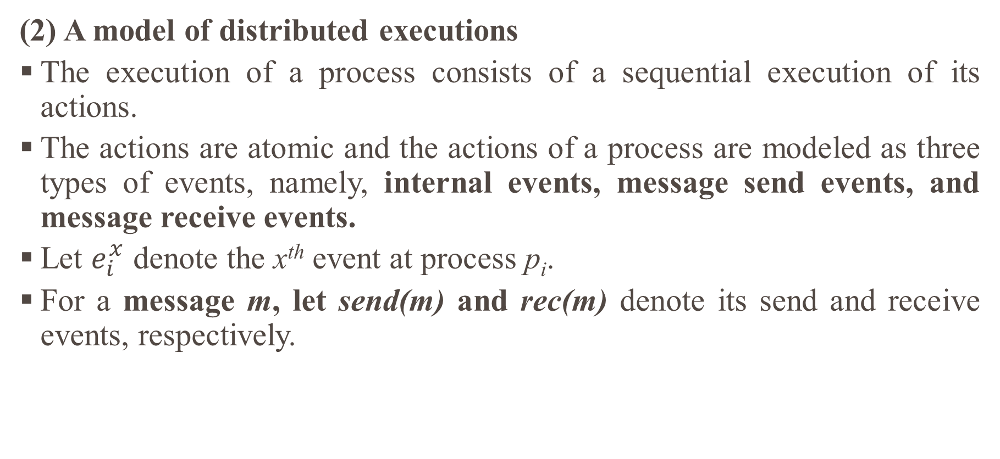 (2) A model of distributed executions
▪ The execution of a process consists of a sequential execution of its
actions.
▪ The actions are atomic and the actions of a process are modeled as three
types of events, namely, internal events, message send events, and
message receive events.
▪ Let eᵢˣ denote the xᵗʰ event at process pᵢ.
▪ For a message m, let send(m) and rec(m) denote its send and receive
events, respectively.